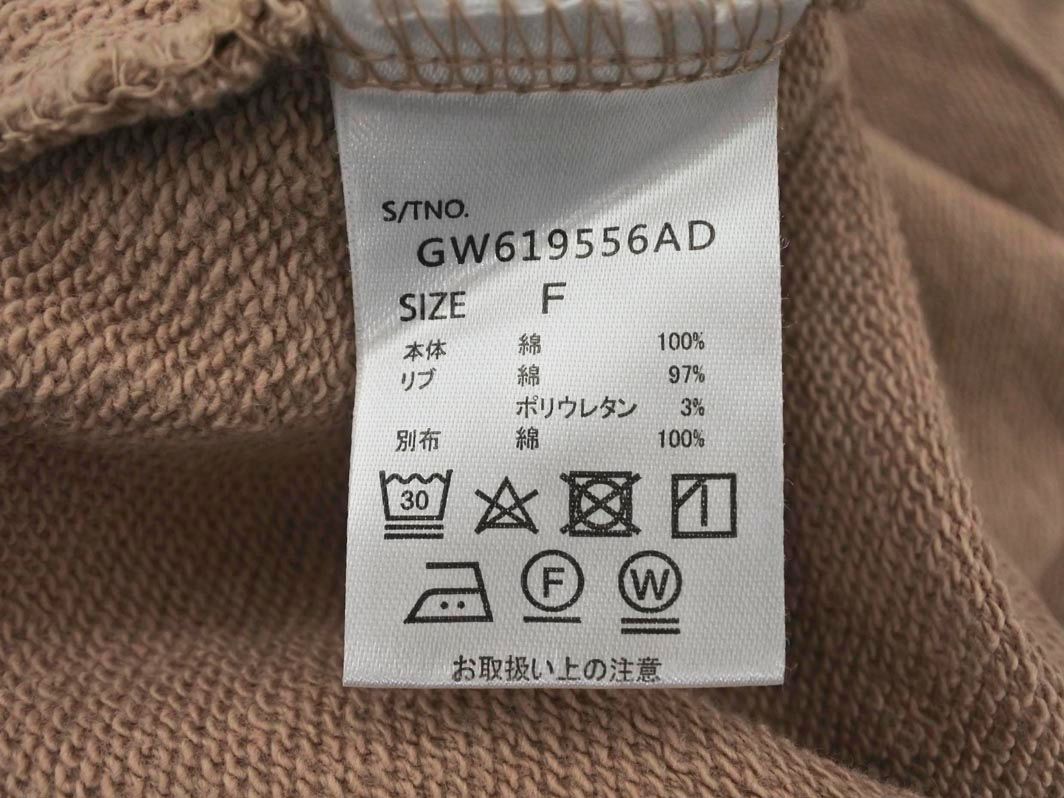 S/TNO.
GW619556AD
SIZE F
本体 綿 100%
リブ 綿 97%
ポリウレタン 3%
別布 綿 100%
30
F W
お取扱い上の注意